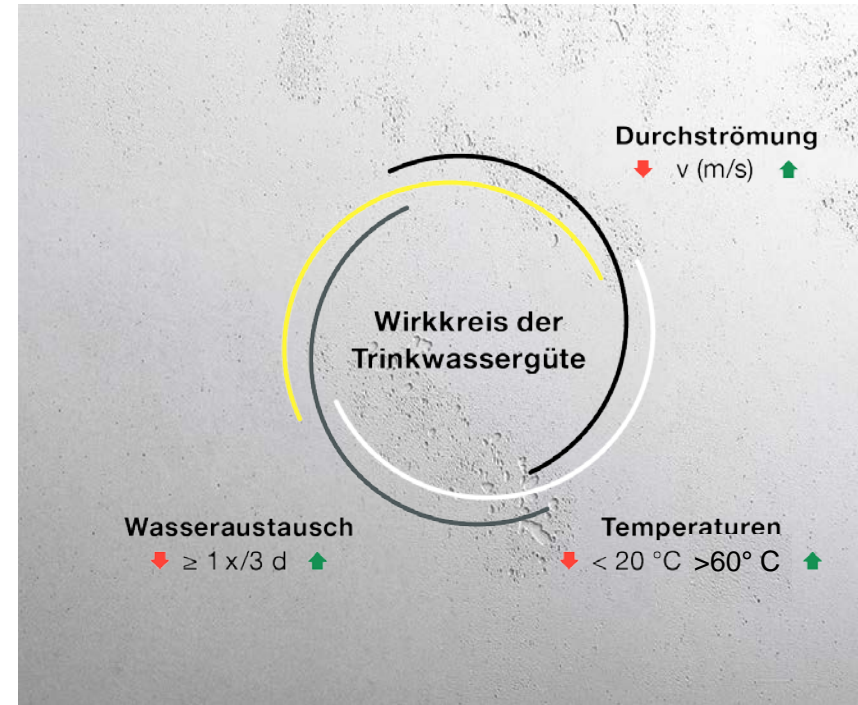 Durchströmung
v (m/s)
Wirkkreis der
Trinkwassergüte
Wasseraustausch
≥ 1 x/3 d
Temperaturen
< 20 °C >60° C